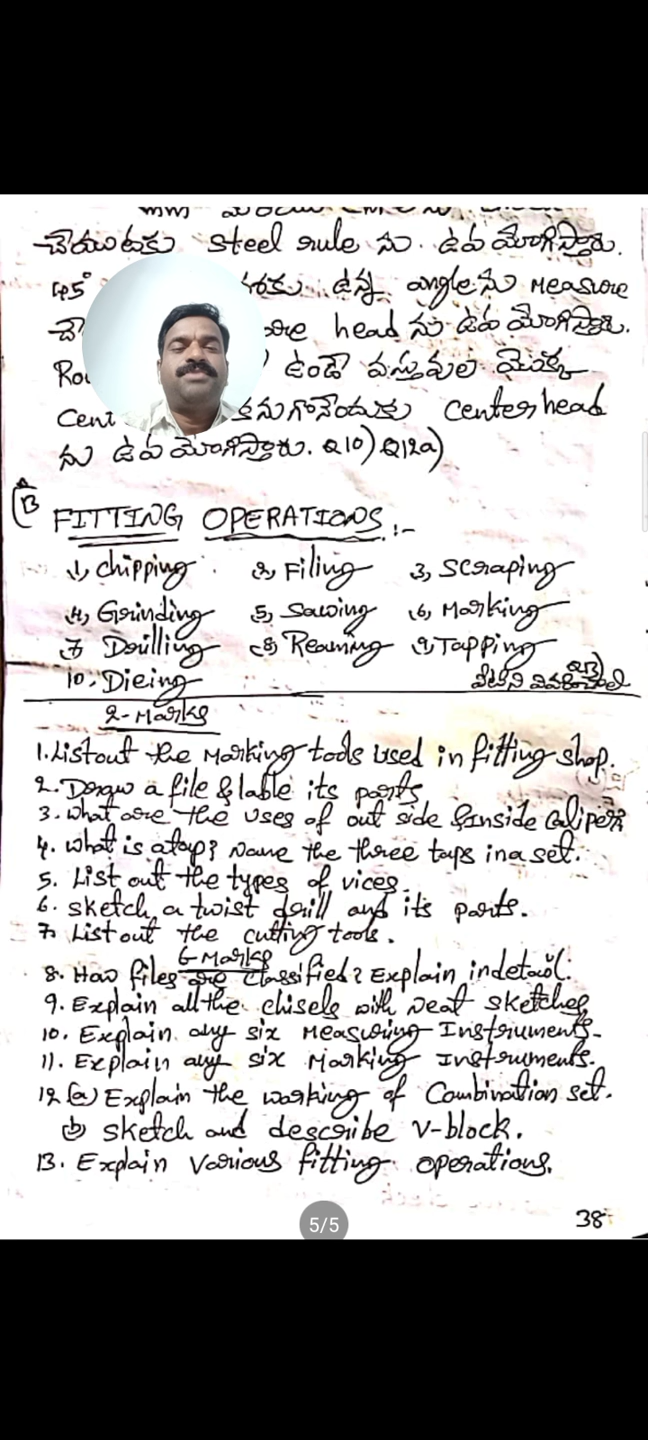 చేయుటకు steel rule ను ఉపయోగిస్తారు.
45° ఉన్న angle ను Measure
head ను ఉపయోగిస్తారు.
ఉండే వస్తువుల యొక్క
కనుగొనేందుకు center head
ను ఉపయోగిస్తారు. Q10) Q12a)
13 FITTING OPERATIONS :-
1, chipping 2, Filing 3, Scraping
4, Grinding 5, Sawing 6, Marking
7, Drilling 8, Reaming 9, Tapping
10. Dieing వీటిని వివరించాలి Q13)
2-Marks
1. List out the Marking tools used in fitting shop.
2. Draw a file & lable its parts
3. What are the uses of out side & inside Calipers
4. What is a tap? Name the three taps in a set.
5. List out the types of vices.
6. Sketch a twist drill and its parts.
7. List out the cutting tools.
6-Marks
8. How files are classified? Explain in detail.
9. Explain all the chisels with Neat sketches
10. Explain any six Measuring Instruments.
11. Explain any six Marking Instruments.
12 (a) Explain the working of Combination set.
(b) Sketch and describe V-block.
13. Explain Various fitting operations.
38
5/5